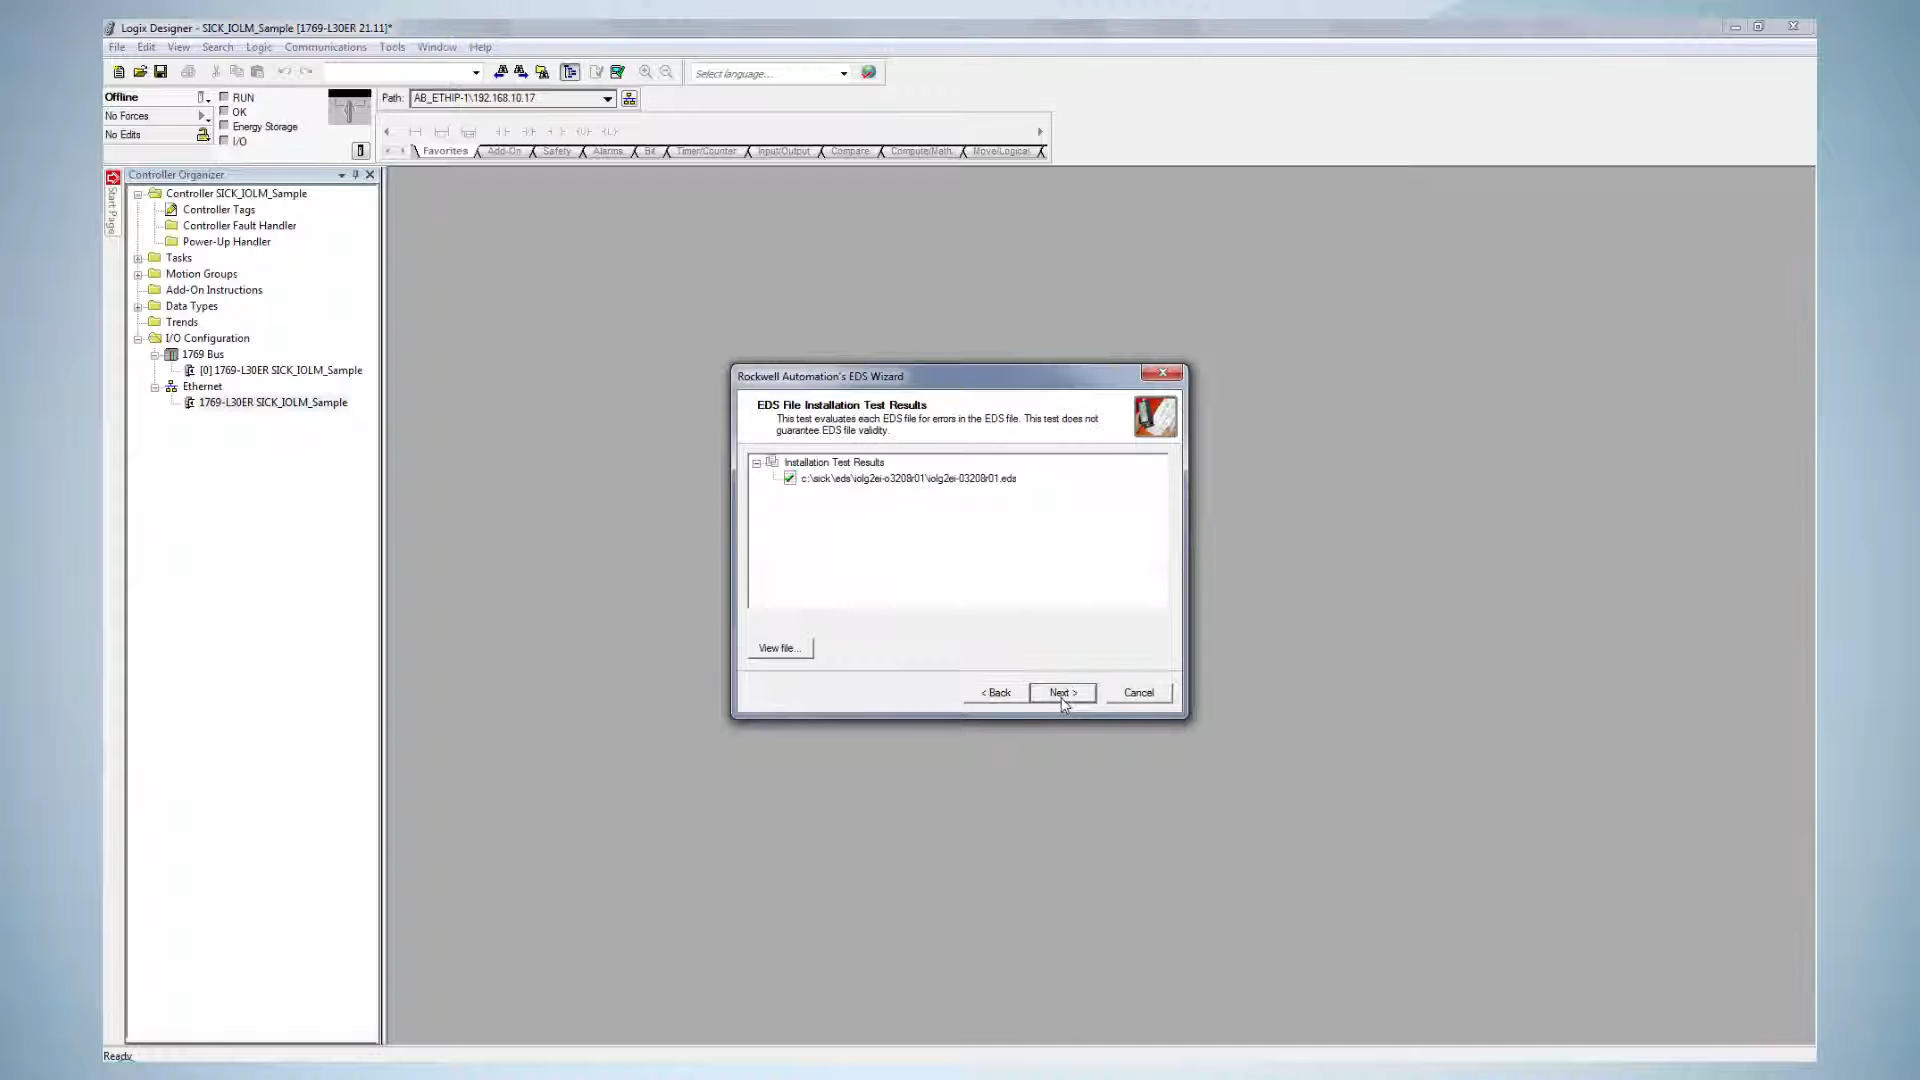 Logix Designer - SICK_IOLM_Sample [1769-L30ER 21.11]*
File Edit View Search Logic Communications Tools Window Help
Select language...
Offline
RUN
No Forces
OK
No Edits
Energy Storage
I/O
Path: AB_ETHIP-1\192.168.10.17
Favorites Add-On Safety Alarms Bit Timer/Counter Input/Output Compare Compute/Math Move/Logical
Start Page
Controller Organizer
Controller SICK_IOLM_Sample
Controller Tags
Controller Fault Handler
Power-Up Handler
Tasks
Motion Groups
Add-On Instructions
Data Types
Trends
I/O Configuration
1769 Bus
[0] 1769-L30ER SICK_IOLM_Sample
Ethernet
1769-L30ER SICK_IOLM_Sample
Rockwell Automation's EDS Wizard
EDS File Installation Test Results
This test evaluates each EDS file for errors in the EDS file. This test does not
guarantee EDS file validity.
Installation Test Results
c:\sick\eds\iolg2ei-o3208r01\iolg2ei-03208r01.eds
View file...
< Back Next > Cancel
Ready